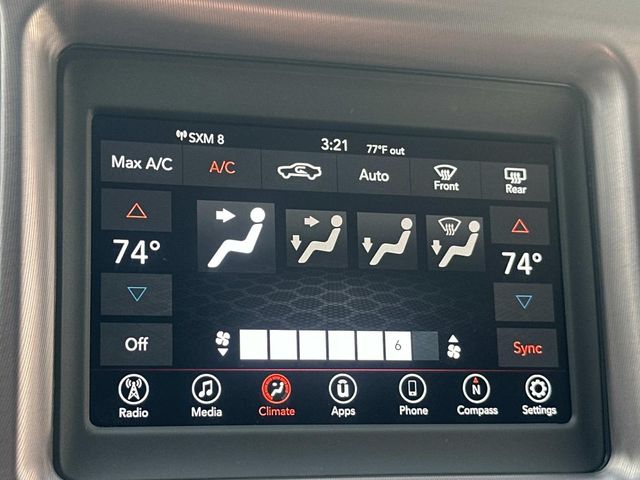 SXM 8 3:21 77°F out
Max A/C A/C Auto Front Rear
74° 74°
Off 6 Sync
Radio Media Climate Apps Phone N Compass Settings